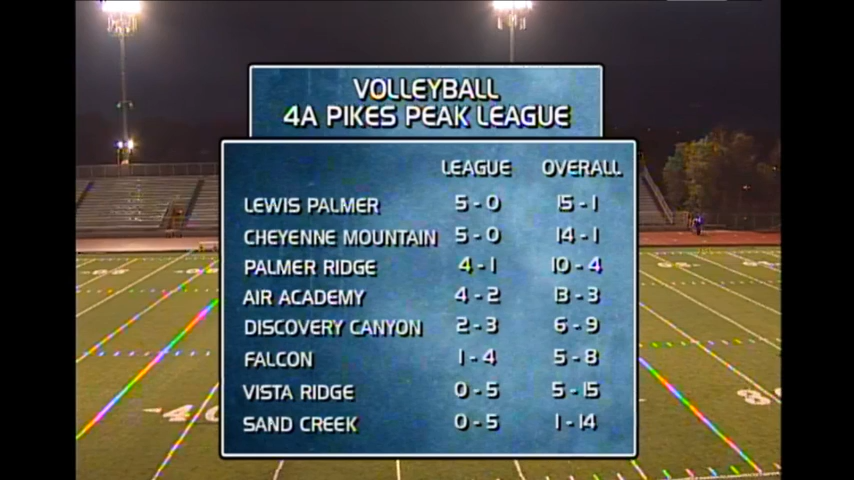 VOLLEYBALL
4A PIKES PEAK LEAGUE
LEAGUE OVERALL
LEWIS PALMER 5 - 0 15 - 1
CHEYENNE MOUNTAIN 5 - 0 14 - 1
PALMER RIDGE 4 - 1 10 - 4
AIR ACADEMY 4 - 2 13 - 3
DISCOVERY CANYON 2 - 3 6 - 9
FALCON 1 - 4 5 - 8
VISTA RIDGE 0 - 5 5 - 15
SAND CREEK 0 - 5 1 - 14
40